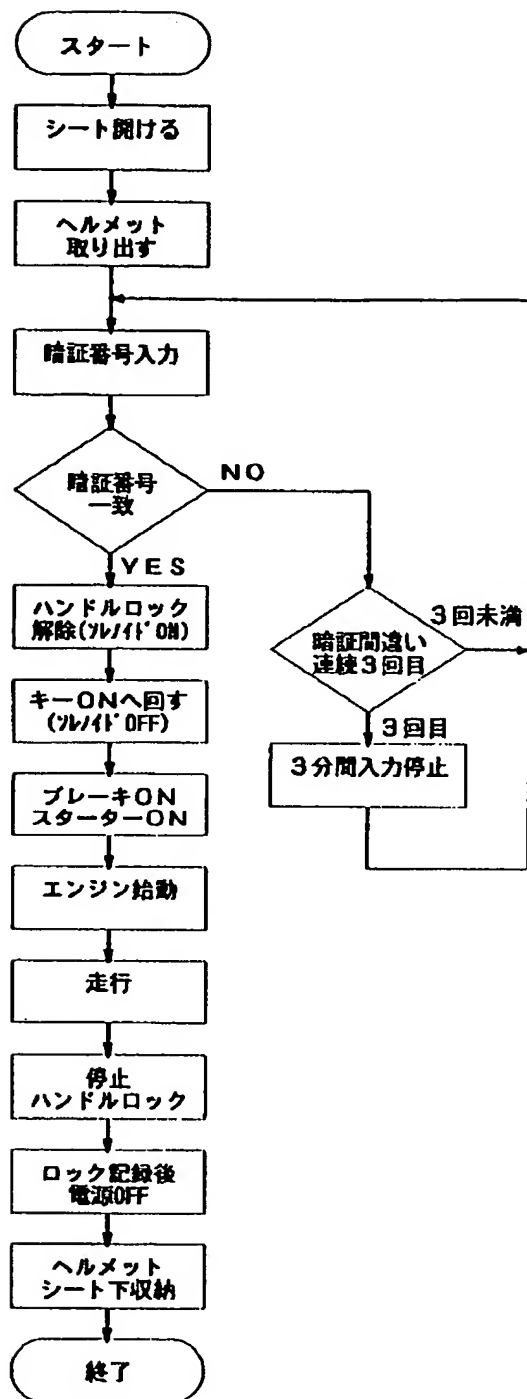 スタート
シート開ける
ヘルメット
取り出す
暗証番号入力
暗証番号
一致
NO
YES
ハンドルロック
解除(ソレノイドON)
暗証間違い
連続3回目
3回未満
キーONへ回す
(ソレノイドOFF)
3回目
3分間入力停止
ブレーキON
スターターON
エンジン始動
走行
停止
ハンドルロック
ロック記録後
電源OFF
ヘルメット
シート下収納
終了